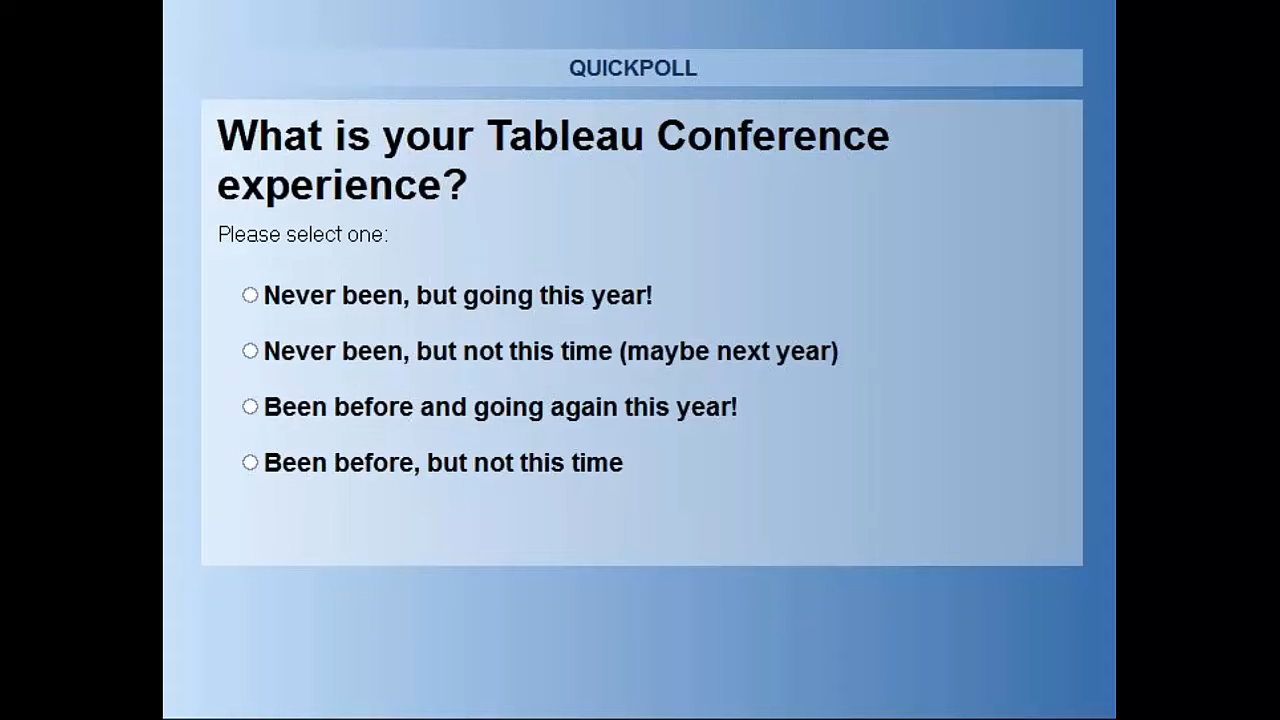 QUICKPOLL
What is your Tableau Conference
experience?
Please select one:
Never been, but going this year!
Never been, but not this time (maybe next year)
Been before and going again this year!
Been before, but not this time